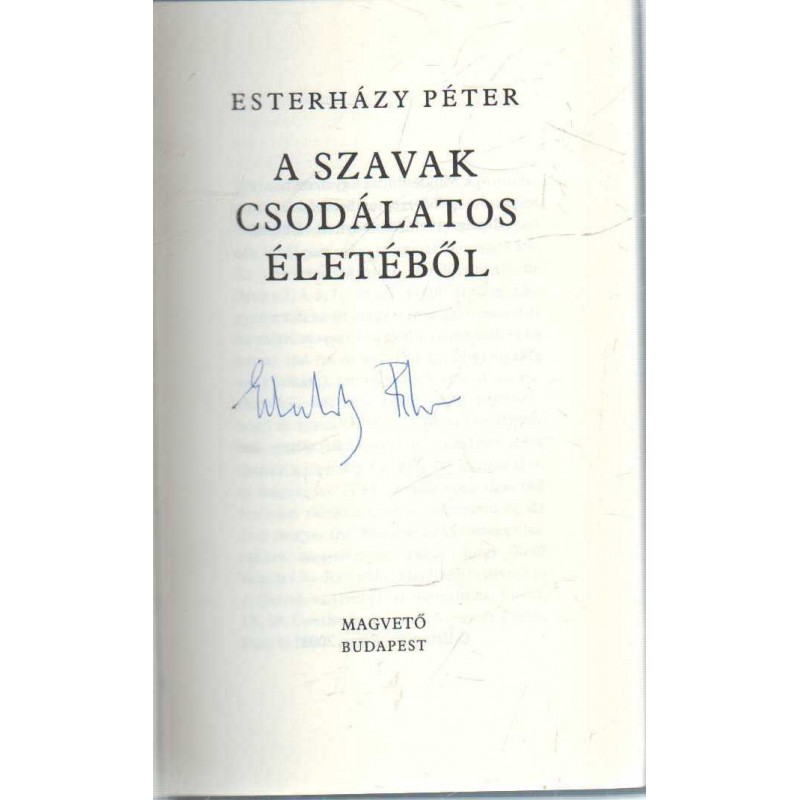 ESTERHÁZY PÉTER
A SZAVAK
CSODÁLATOS
ÉLETÉBŐL
Esterházy Péter
MAGVETŐ
BUDAPEST